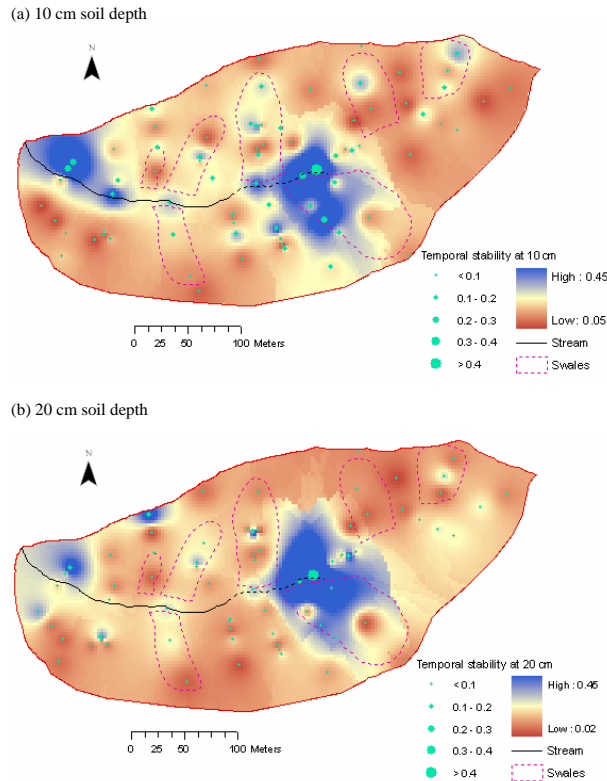 (a) 10 cm soil depth
N
Temporal stability at 10 cm
< 0.1
High : 0.45
0.1 - 0.2
0.2 - 0.3
Low : 0.05
0.3 - 0.4
Stream
> 0.4
Swales
0 25 50 100 Meters
(b) 20 cm soil depth
N
Temporal stability at 20 cm
< 0.1
High : 0.45
0.1 - 0.2
0.2 - 0.3
Low : 0.02
0.3 - 0.4
Stream
> 0.4
Swales
0 25 50 100 Meters